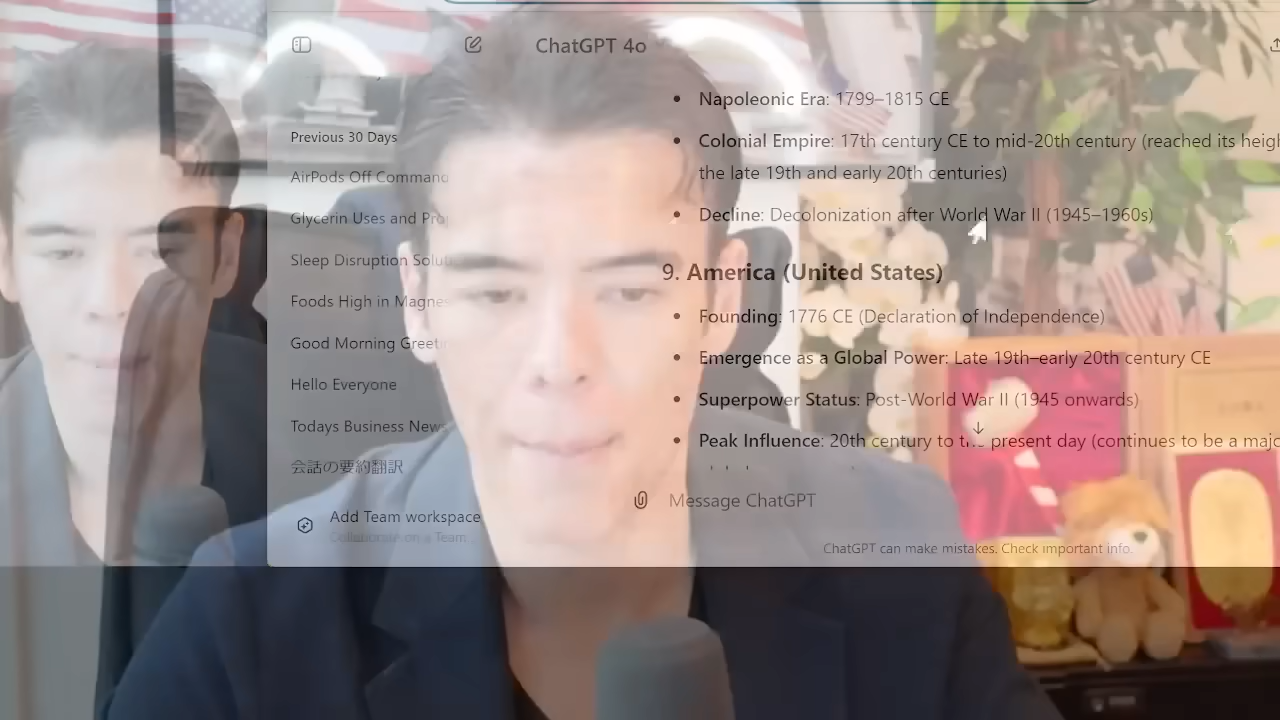 ChatGPT 4o
Previous 30 Days
AirPods Off Comman
Glycerin Uses and Pro
Sleep Disruption Solut
Foods High in Magnes
Good Morning Greeti
Hello Everyone
Todays Business News
会話の要約翻訳
Add Team workspace
Collaborate on a Team
Napoleonic Era: 1799–1815 CE
Colonial Empire: 17th century CE to mid-20th century (reached its heigh
the late 19th and early 20th centuries)
Decline: Decolonization after World War II (1945–1960s)
9. America (United States)
Founding: 1776 CE (Declaration of Independence)
Emergence as a Global Power: Late 19th–early 20th century CE
Superpower Status: Post-World War II (1945 onwards)
Peak Influence: 20th century to the present day (continues to be a majo
Message ChatGPT
ChatGPT can make mistakes. Check important info.